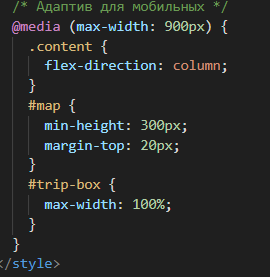 /* Адаптив для мобильных */
@media (max-width: 900px) {
.content {
flex-direction: column;
}
#map {
min-height: 300px;
margin-top: 20px;
}
#trip-box {
max-width: 100%;
}
}
</style>